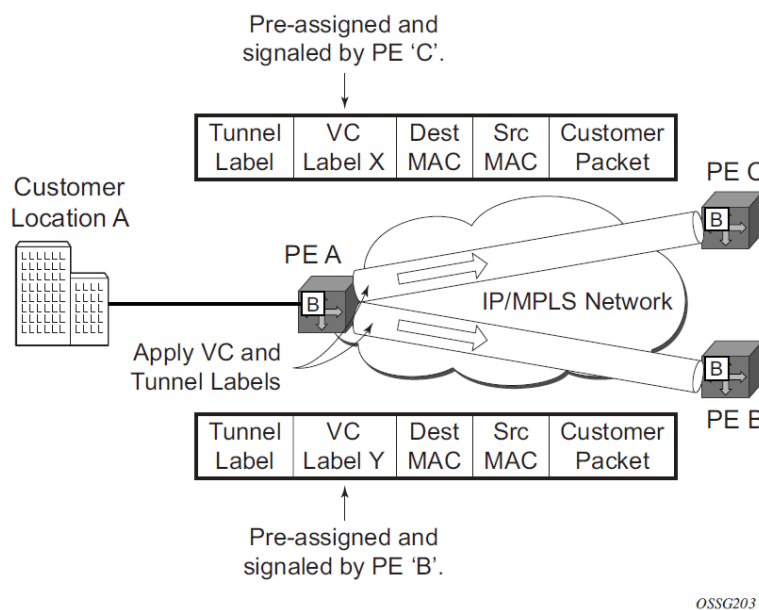 Pre-assigned and
signaled by PE ‘C’.
Tunnel Label
VC Label X
Dest MAC
Src MAC
Customer Packet
PE C
Customer
Location A
B
PE A
B
IP/MPLS Network
Apply VC and
Tunnel Labels
B
PE B
Tunnel Label
VC Label Y
Dest MAC
Src MAC
Customer Packet
Pre-assigned and
signaled by PE ‘B’.
OSSG203